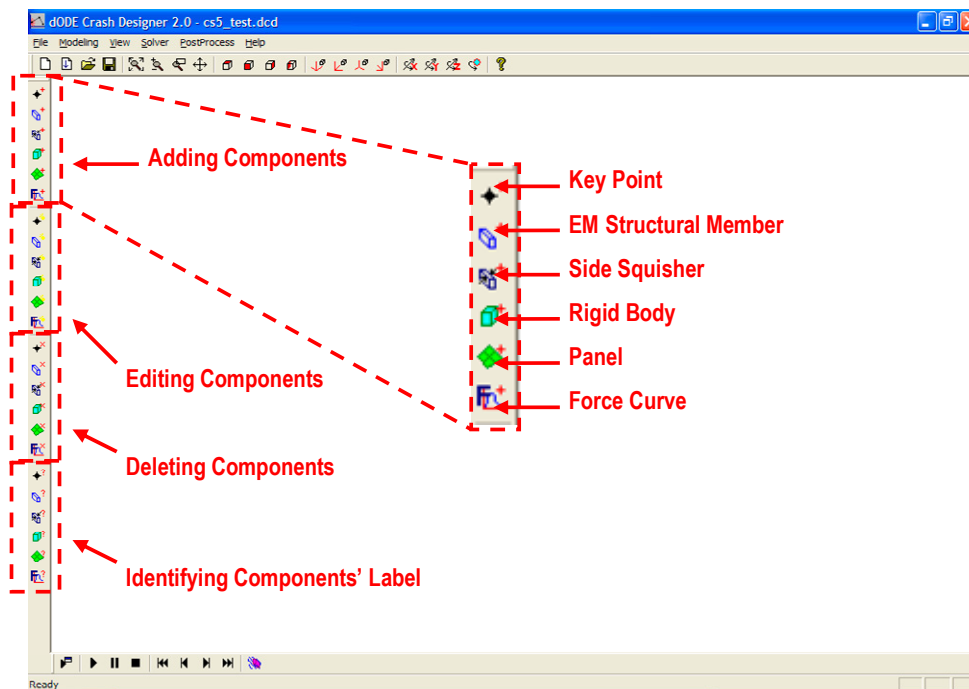 dODE Crash Designer 2.0 - cs5_test.dcd
File Modeling View Solver PostProcess Help
Adding Components
Key Point
EM Structural Member
Side Squisher
Rigid Body
Panel
Force Curve
Editing Components
Deleting Components
Identifying Components’ Label
Ready